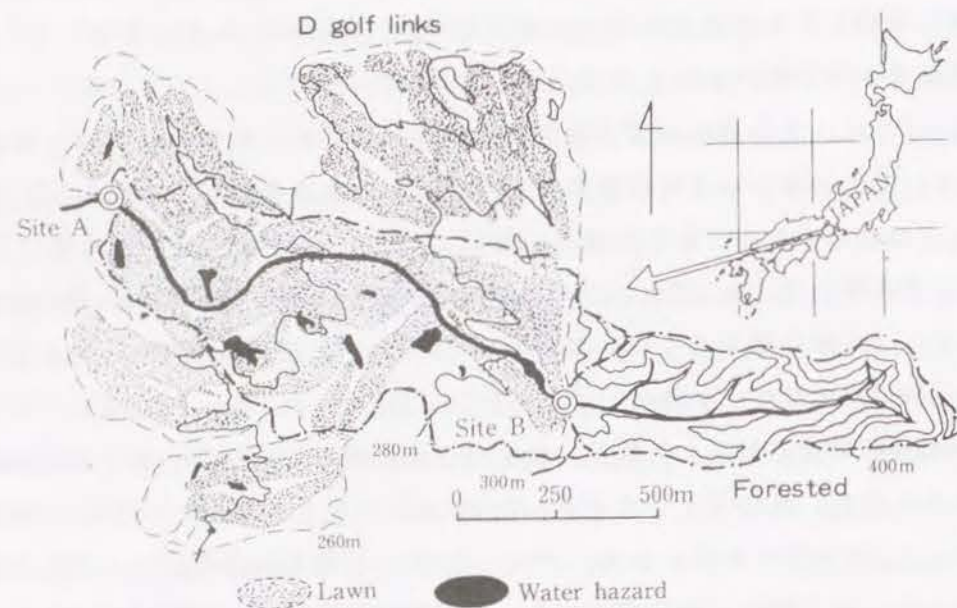 D golf links
JAPAN
Site A
Site B
280m
400m
300m
0 250 500m
Forested
260m
Lawn
Water hazard